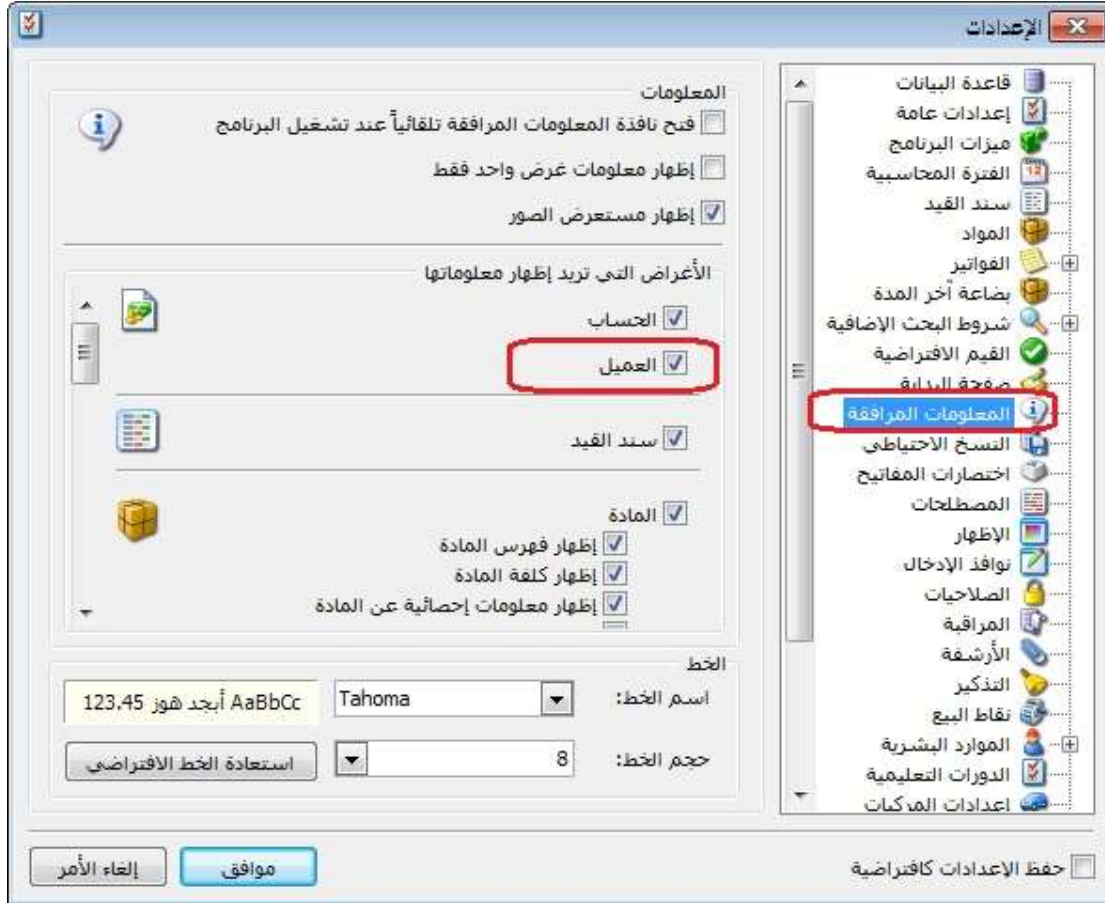 الإعدادات
قاعدة البيانات
إعدادات عامة
ميزات البرنامج
الفترة المحاسبية
سند القيد
المواد
الفواتير
بضاعة آخر المدة
شروط البحث الإضافية
القيم الافتراضية
صفحة البداية
المعلومات المرافقة
النسخ الاحتياطي
اختصارات المفاتيح
المصطلحات
الإظهار
نوافذ الإدخال
الصلاحيات
المراقبة
الأرشفة
التذكير
نقاط البيع
الموارد البشرية
الدورات التعليمية
إعدادات المركبات
المعلومات
فتح نافذة المعلومات المرافقة تلقائياً عند تشغيل البرنامج
إظهار معلومات غرض واحد فقط
إظهار مستعرض الصور
الأغراض التي تريد إظهار معلوماتها
الحساب
العميل
سند القيد
المادة
إظهار فهرس المادة
إظهار كلفة المادة
إظهار معلومات إحصائية عن المادة
الخط
اسم الخط: Tahoma AaBbCc أبجد هوز 123.45
حجم الخط: 8 استعادة الخط الافتراضي
حفظ الإعدادات كافتراضية موافق إلغاء الأمر